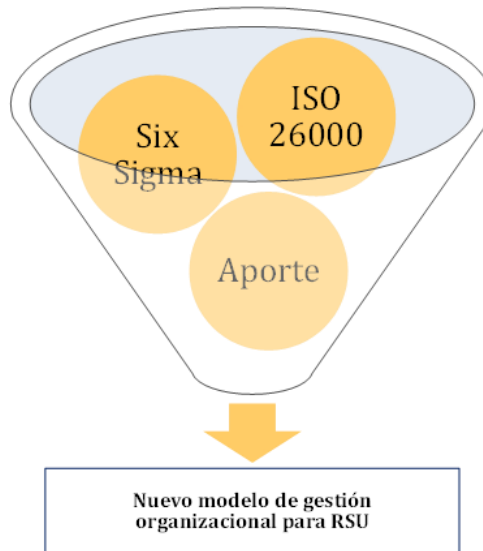 Six
Sigma
ISO
26000
Aporte
Nuevo modelo de gestión
organizacional para RSU